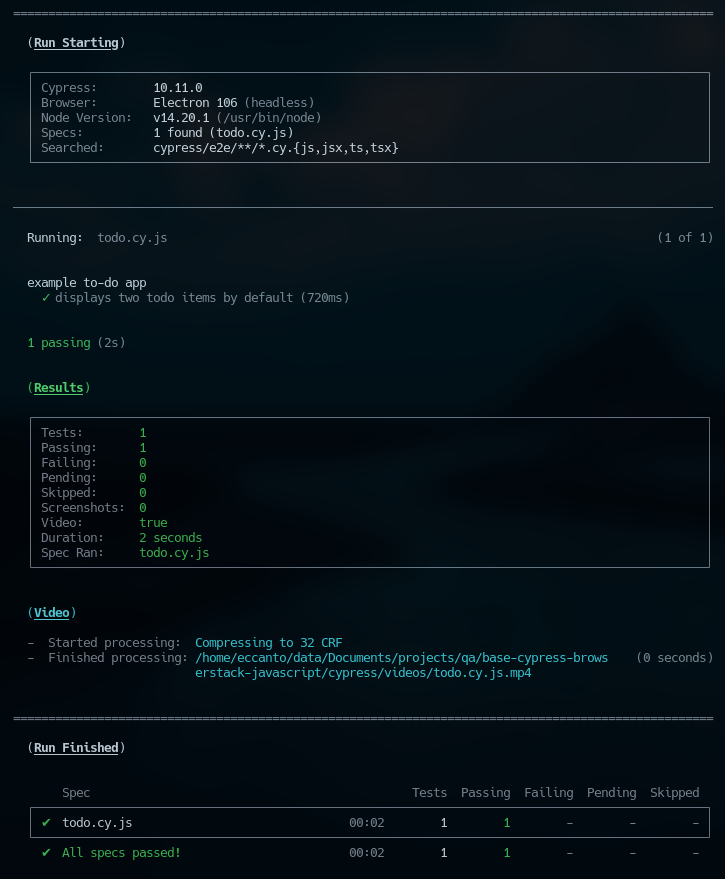 (Run Starting)
Cypress: 10.11.0
Browser: Electron 106 (headless)
Node Version: v14.20.1 (/usr/bin/node)
Specs: 1 found (todo.cy.js)
Searched: cypress/e2e/**/*.cy.{js,jsx,ts,tsx}
Running: todo.cy.js (1 of 1)
example to-do app
✓ displays two todo items by default (720ms)
1 passing (2s)
(Results)
Tests: 1
Passing: 1
Failing: 0
Pending: 0
Skipped: 0
Screenshots: 0
Video: true
Duration: 2 seconds
Spec Ran: todo.cy.js
(Video)
- Started processing: Compressing to 32 CRF
- Finished processing: /home/eccanto/data/Documents/projects/qa/base-cypress-brows (0 seconds)
erstack-javascript/cypress/videos/todo.cy.js.mp4
(Run Finished)
Spec Tests Passing Failing Pending Skipped
✔ todo.cy.js 00:02 1 1 - - -
✔ All specs passed! 00:02 1 1 - - -